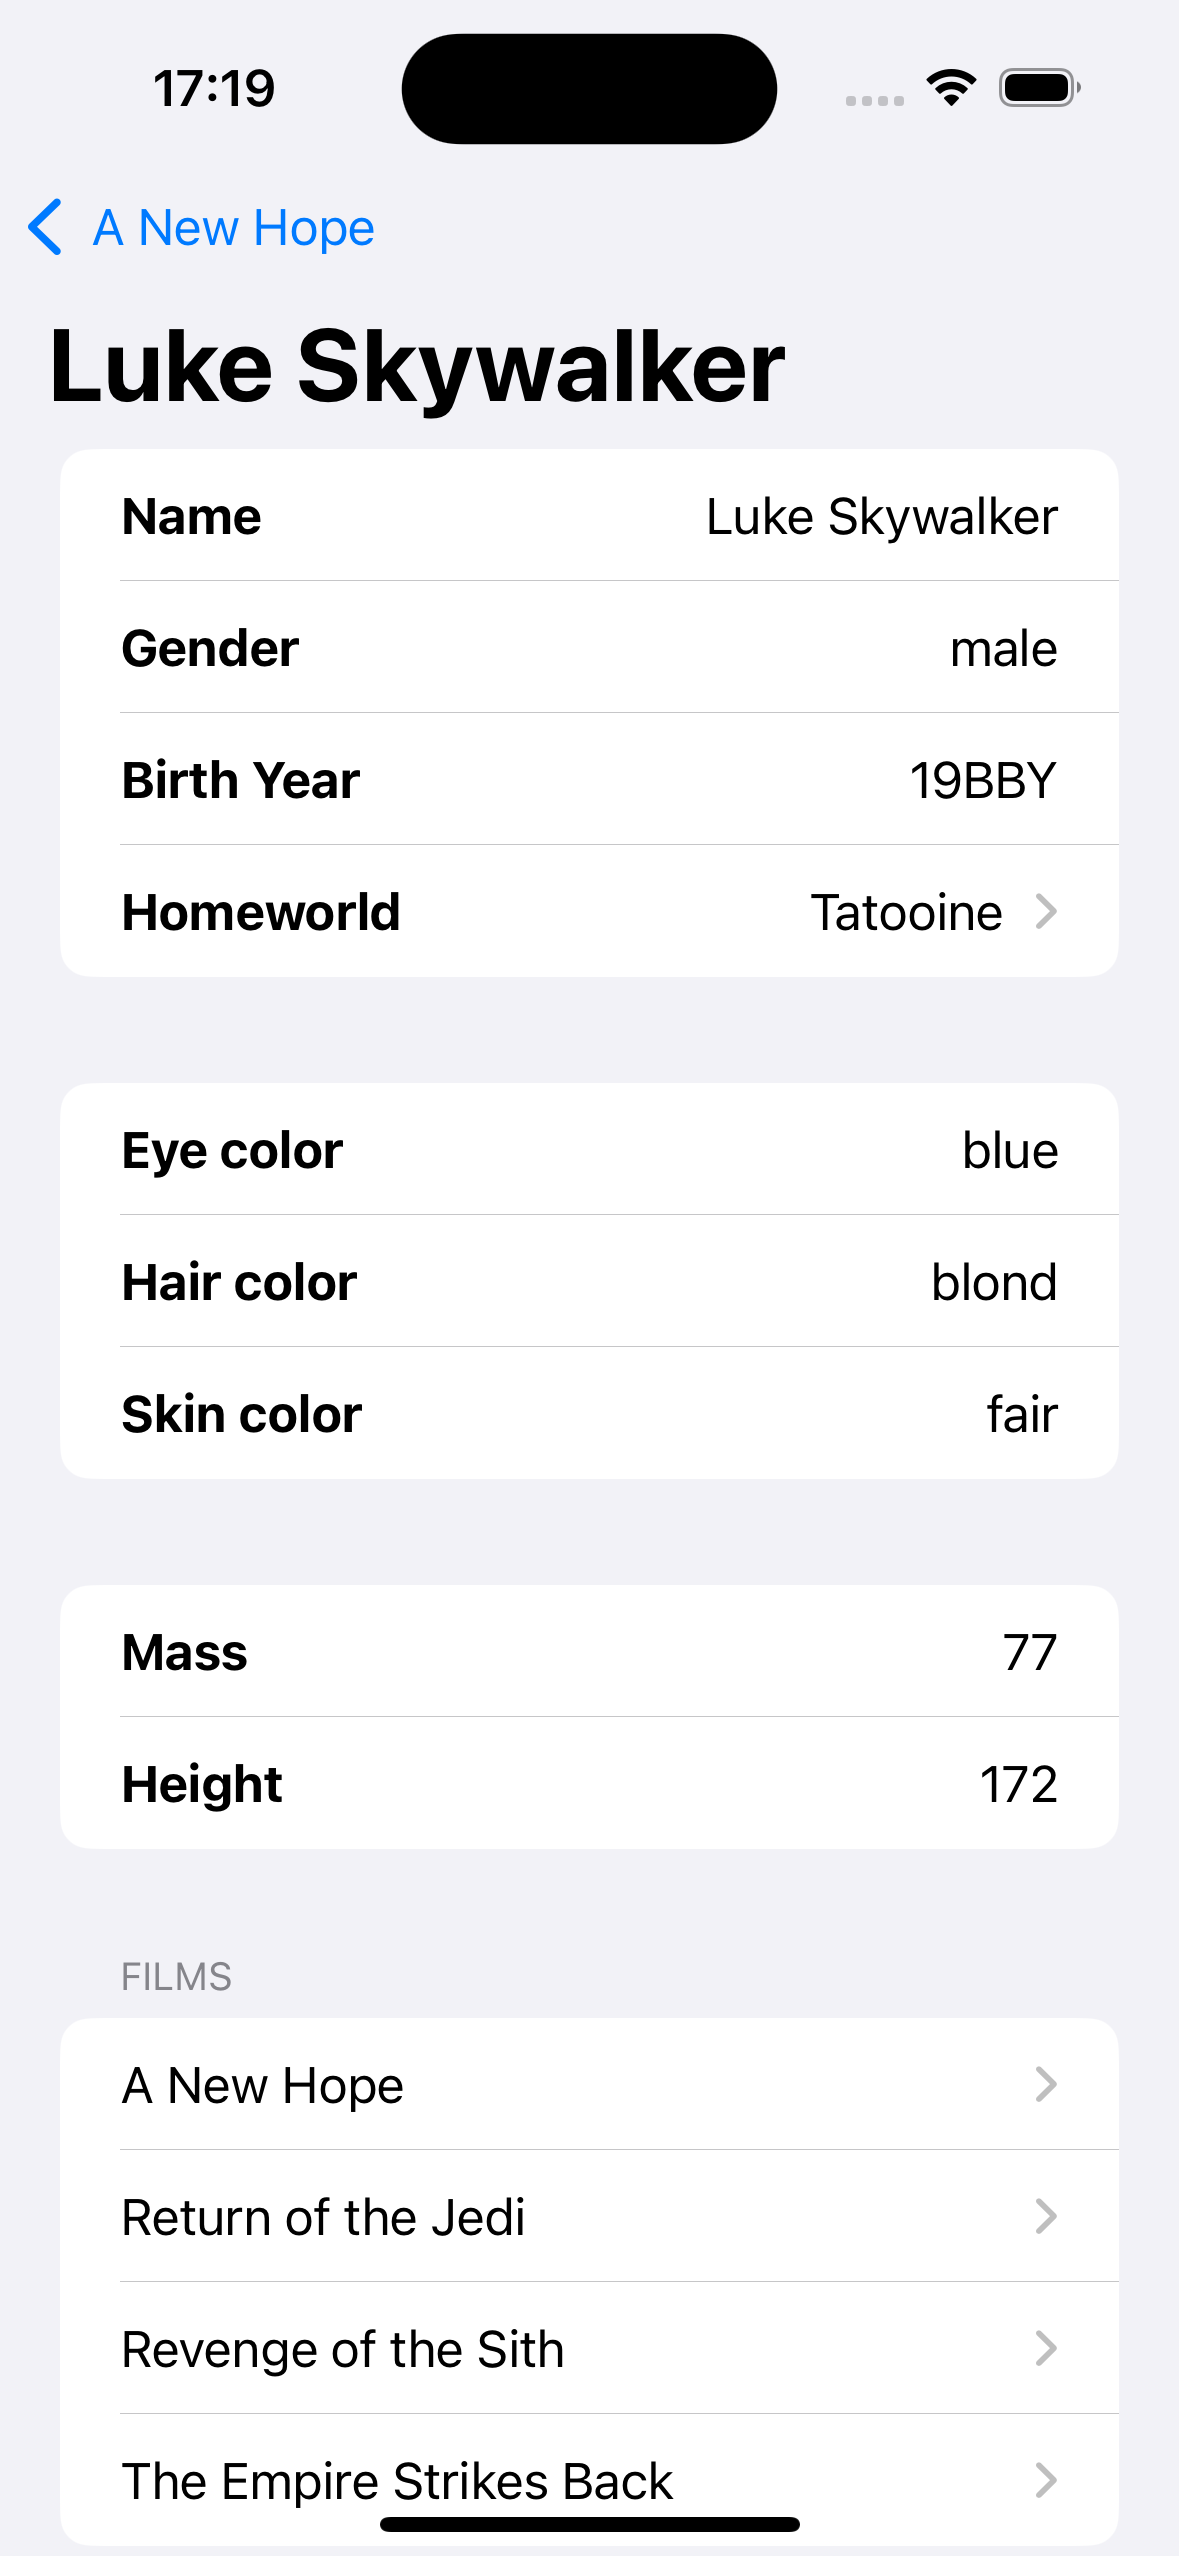 17:19
A New Hope
Luke Skywalker
Name Luke Skywalker
Gender male
Birth Year 19BBY
Homeworld Tatooine
Eye color blue
Hair color blond
Skin color fair
Mass 77
Height 172
FILMS
A New Hope
Return of the Jedi
Revenge of the Sith
The Empire Strikes Back